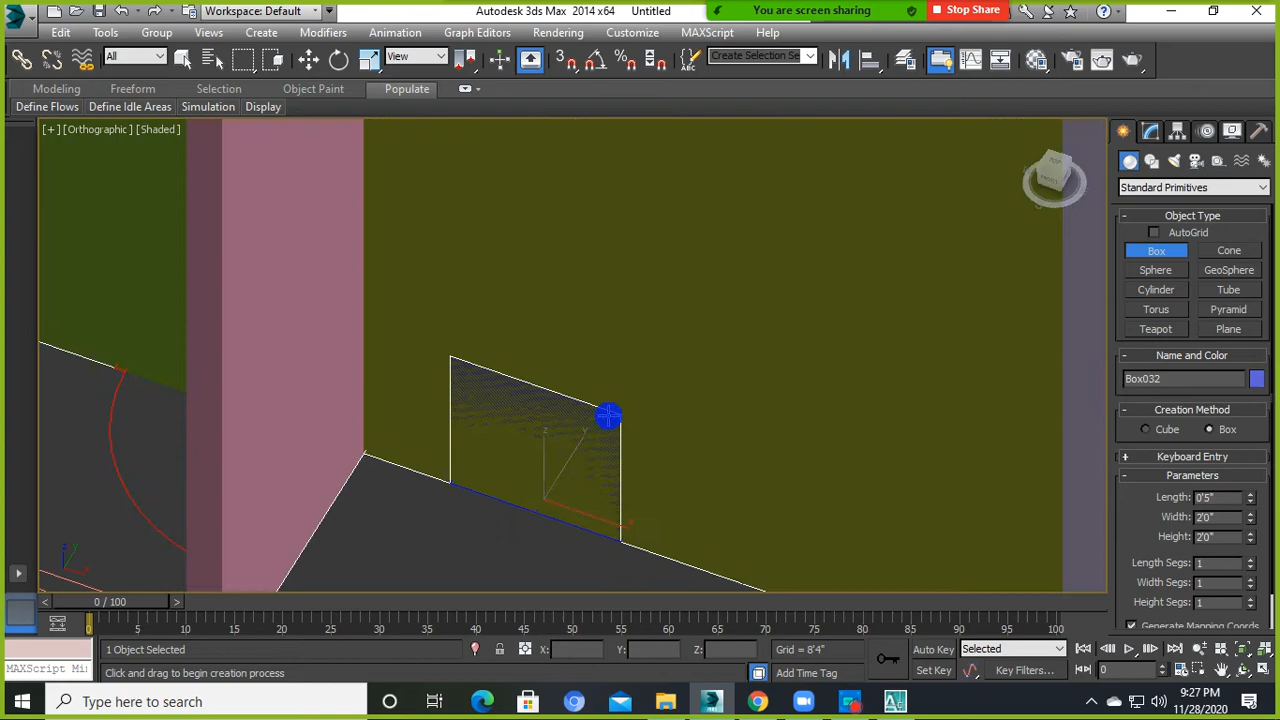 Workspace: Default
Autodesk 3ds Max 2014 x64 Untitled
You are screen sharing
Stop Share
Edit Tools Group Views Create Modifiers Animation Graph Editors Rendering Customize MAXScript Help
All
View
3
Create Selection Se
Modeling Freeform Selection Object Paint Populate
Define Flows Define Idle Areas Simulation Display
[+] [Orthographic] [Shaded]
TOP
FRONT
Standard Primitives
Object Type
AutoGrid
Box Cone
Sphere GeoSphere
Cylinder Tube
Torus Pyramid
Teapot Plane
Name and Color
Box032
Creation Method
Cube Box
Keyboard Entry
Parameters
Length: 0'5"
Width: 2'0"
Height: 2'0"
Length Segs: 1
Width Segs: 1
Height Segs: 1
Generate Mapping Coords
z
y
x
z y
x
0 / 100
0 5 10 15 20 25 30 35 40 45 50 55 60 65 70 75 80 85 90 95 100
1 Object Selected
X: Y: Z:
Grid = 8'4"
Auto Key Selected
MAXScript Mi
Click and drag to begin creation process
Add Time Tag
Set Key Key Filters...
0
Type here to search
9:27 PM
11/28/2020